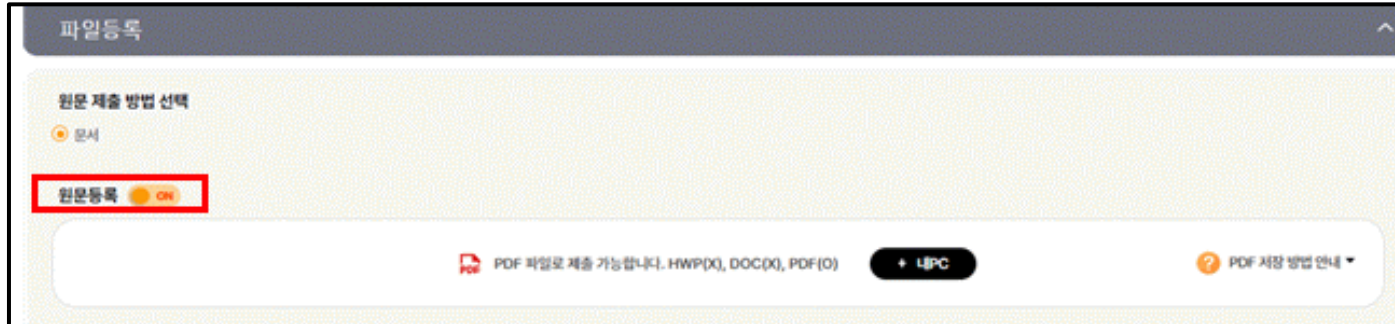 파일등록
원문 제출 방법 선택
문서
원문등록 ON
PDF PDF 파일로 제출 가능합니다. HWP(X), DOC(X), PDF(O) + 내PC ? PDF 저장 방법 안내